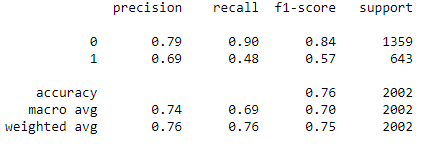 precision recall f1-score support
0 0.79 0.90 0.84 1359
1 0.69 0.48 0.57 643
accuracy 0.76 2002
macro avg 0.74 0.69 0.70 2002
weighted avg 0.76 0.76 0.75 2002